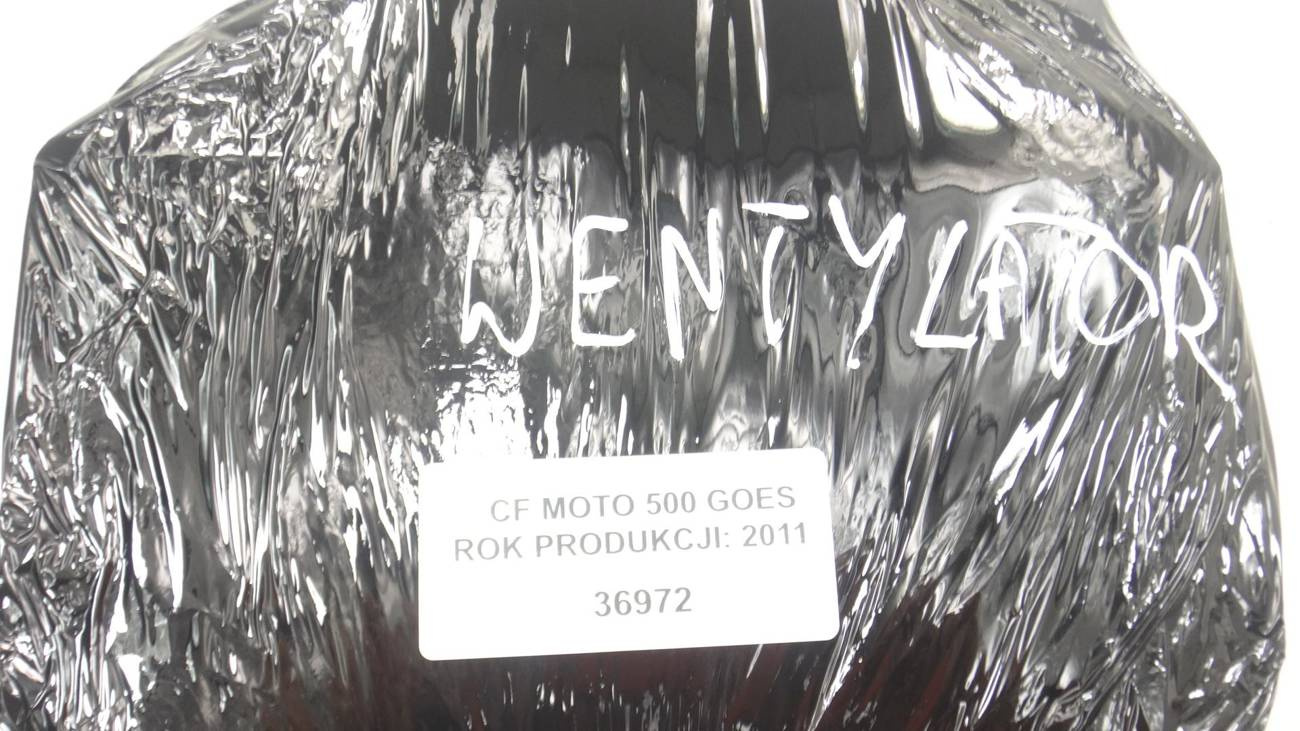 WENTYLATOR
CF MOTO 500 GOES
ROK PRODUKCJI: 2011
36972